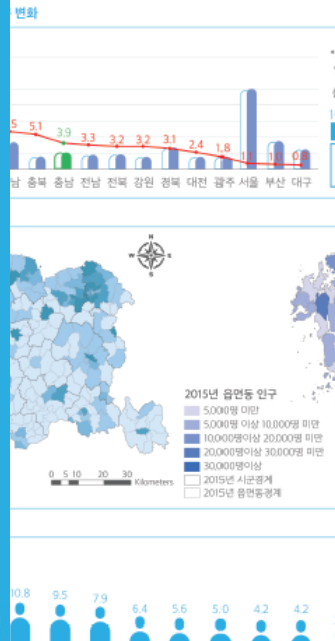 변화
5.1
3.9
3.3
3.2
3.2
3.1
2.4
1.8
충북 충남 전남 전북 강원 경북 대전 광주 서울 부산 대구
N
W
E
S
2015년 읍면동 인구
5,000명 미만
5,000명 이상 10,000명 미만
10,000명이상 20,000명 미만
20,000명이상 30,000명 미만
30,000명이상
2015년 시군경계
2015년 읍면동경계
0 5 10 20 30
Kilometers
10.8 9.5 7.9 6.4 5.6 5.0 4.2 4.2